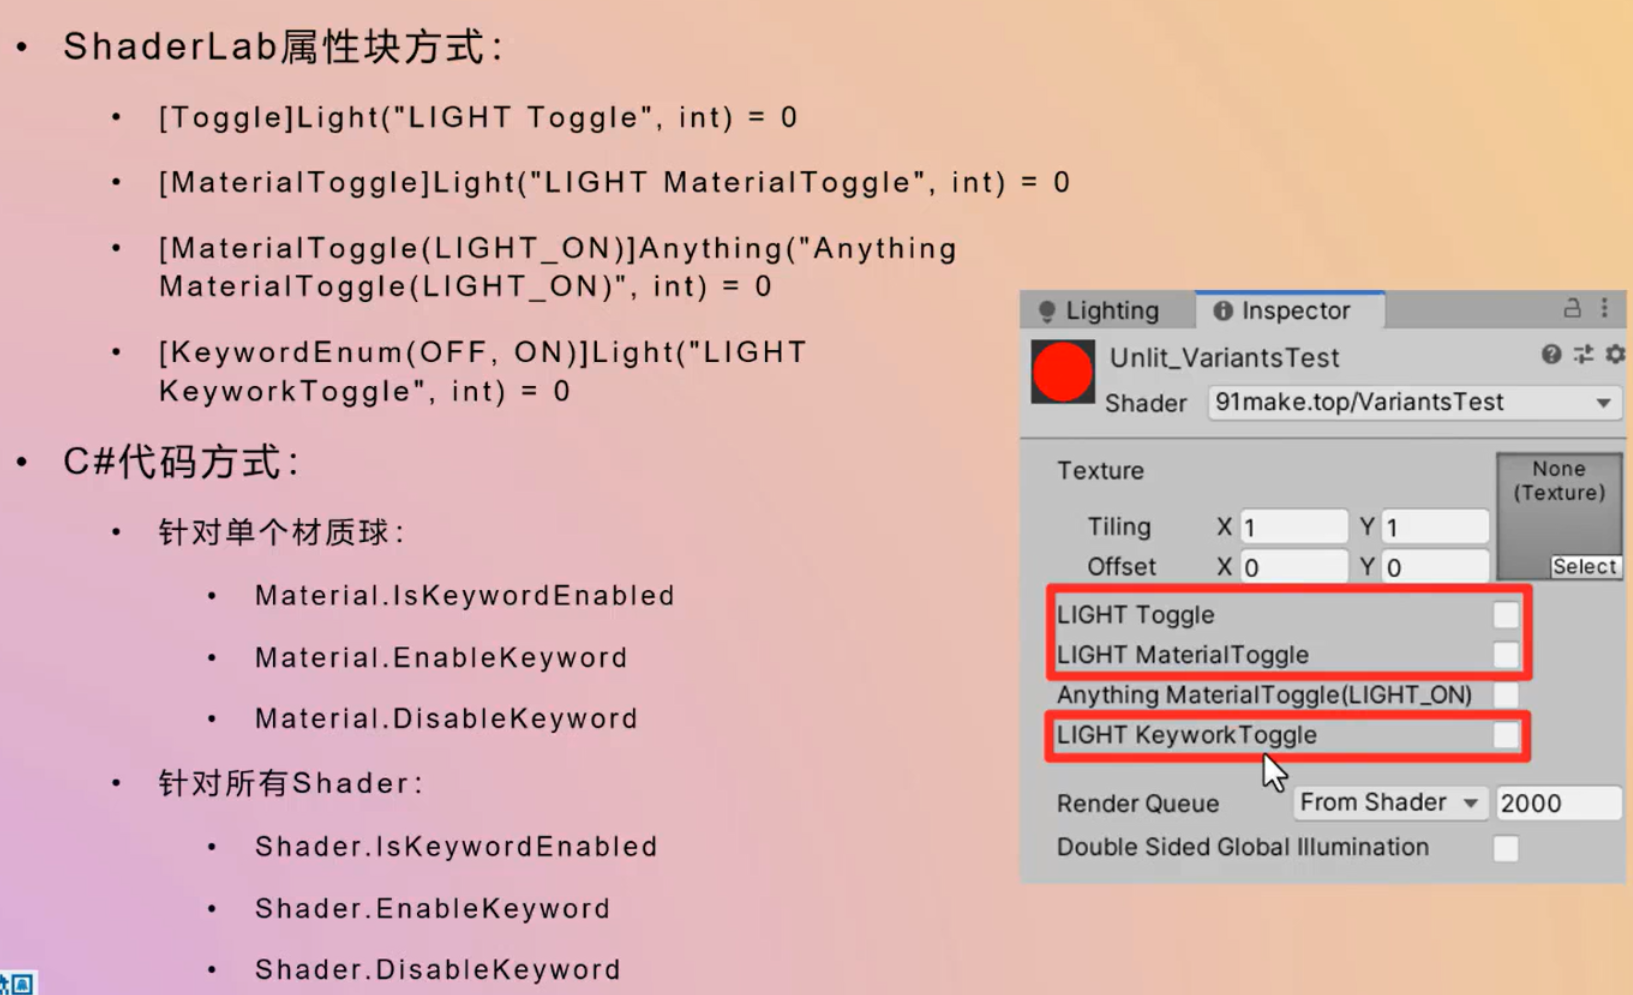 • ShaderLab属性块方式：
• [Toggle]Light("LIGHT Toggle", int) = 0
• [MaterialToggle]Light("LIGHT MaterialToggle", int) = 0
• [MaterialToggle(LIGHT_ON)]Anything("Anything
MaterialToggle(LIGHT_ON)", int) = 0
• [KeywordEnum(OFF, ON)]Light("LIGHT
KeyworkToggle", int) = 0
• C#代码方式：
• 针对单个材质球：
• Material.IsKeywordEnabled
• Material.EnableKeyword
• Material.DisableKeyword
• 针对所有Shader：
• Shader.IsKeywordEnabled
• Shader.EnableKeyword
• Shader.DisableKeyword
Lighting Inspector
Unlit_VariantsTest
Shader 91make.top/VariantsTest
Texture None
(Texture)
Tiling X 1 Y 1
Offset X 0 Y 0 Select
LIGHT Toggle
LIGHT MaterialToggle
Anything MaterialToggle(LIGHT_ON)
LIGHT KeyworkToggle
Render Queue From Shader 2000
Double Sided Global Illumination